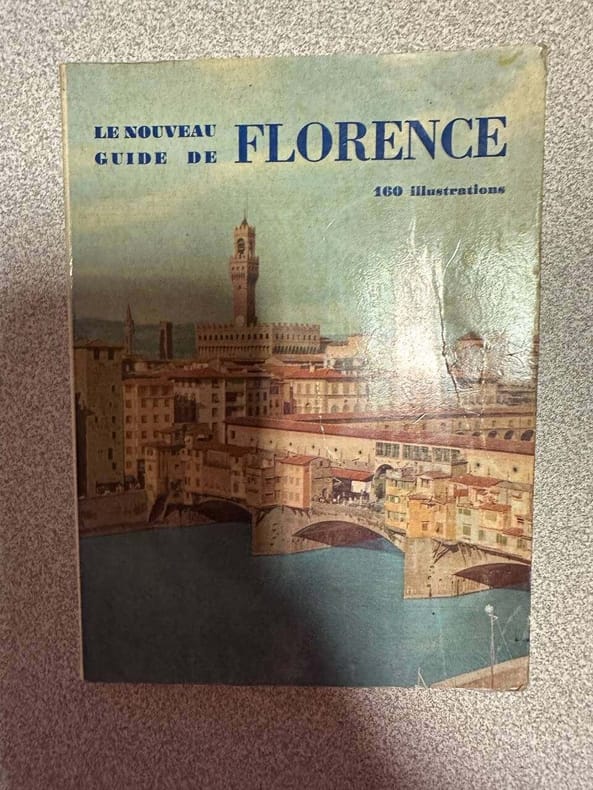 LE NOUVEAU
GUIDE DE FLORENCE
160 illustrations